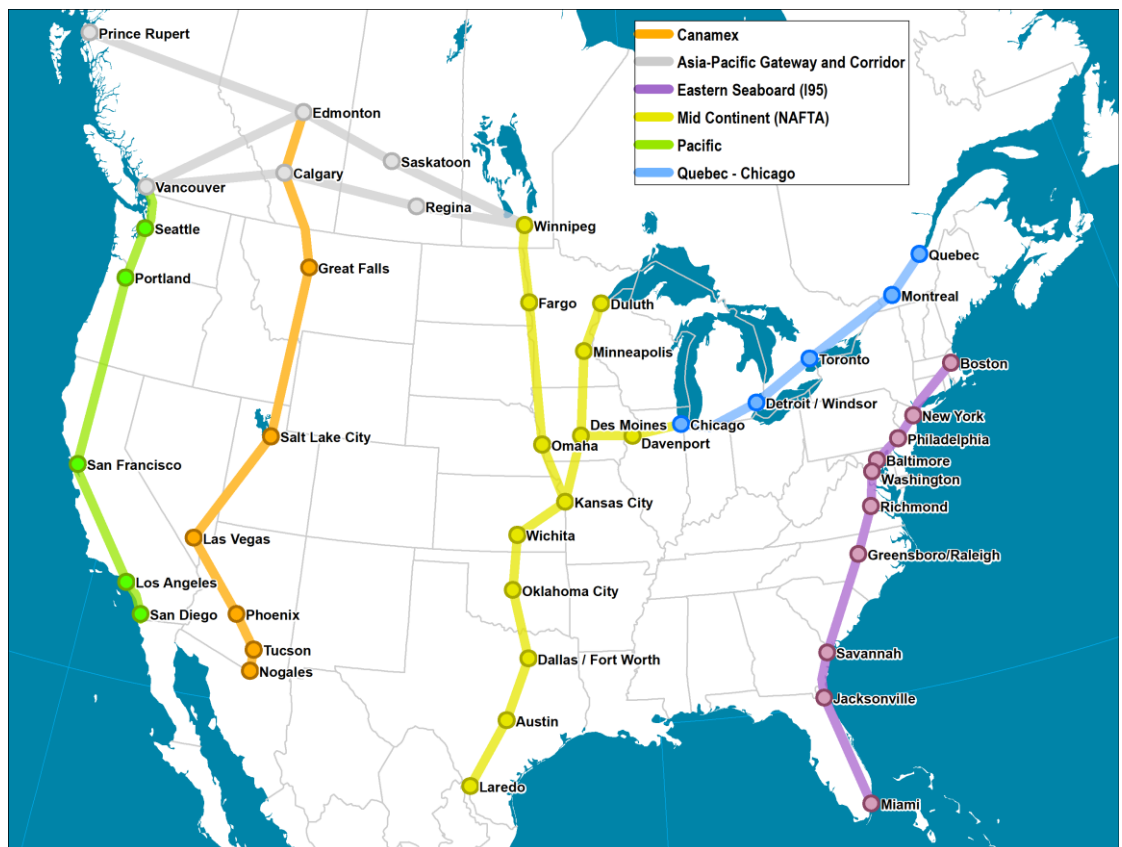 Prince Rupert
Canamex
Asia-Pacific Gateway and Corridor
Eastern Seaboard (I95)
Mid Continent (NAFTA)
Pacific
Quebec - Chicago
Edmonton
Saskatoon
Calgary
Vancouver
Regina
Winnipeg
Seattle
Quebec
Great Falls
Portland
Montreal
Fargo
Duluth
Minneapolis
Toronto
Boston
Detroit / Windsor
New York
Des Moines
Chicago
Salt Lake City
Omaha
Davenport
Philadelphia
San Francisco
Baltimore
Washington
Kansas City
Richmond
Las Vegas
Wichita
Greensboro/Raleigh
Los Angeles
Oklahoma City
San Diego
Phoenix
Tucson
Savannah
Dallas / Fort Worth
Nogales
Jacksonville
Austin
Laredo
Miami